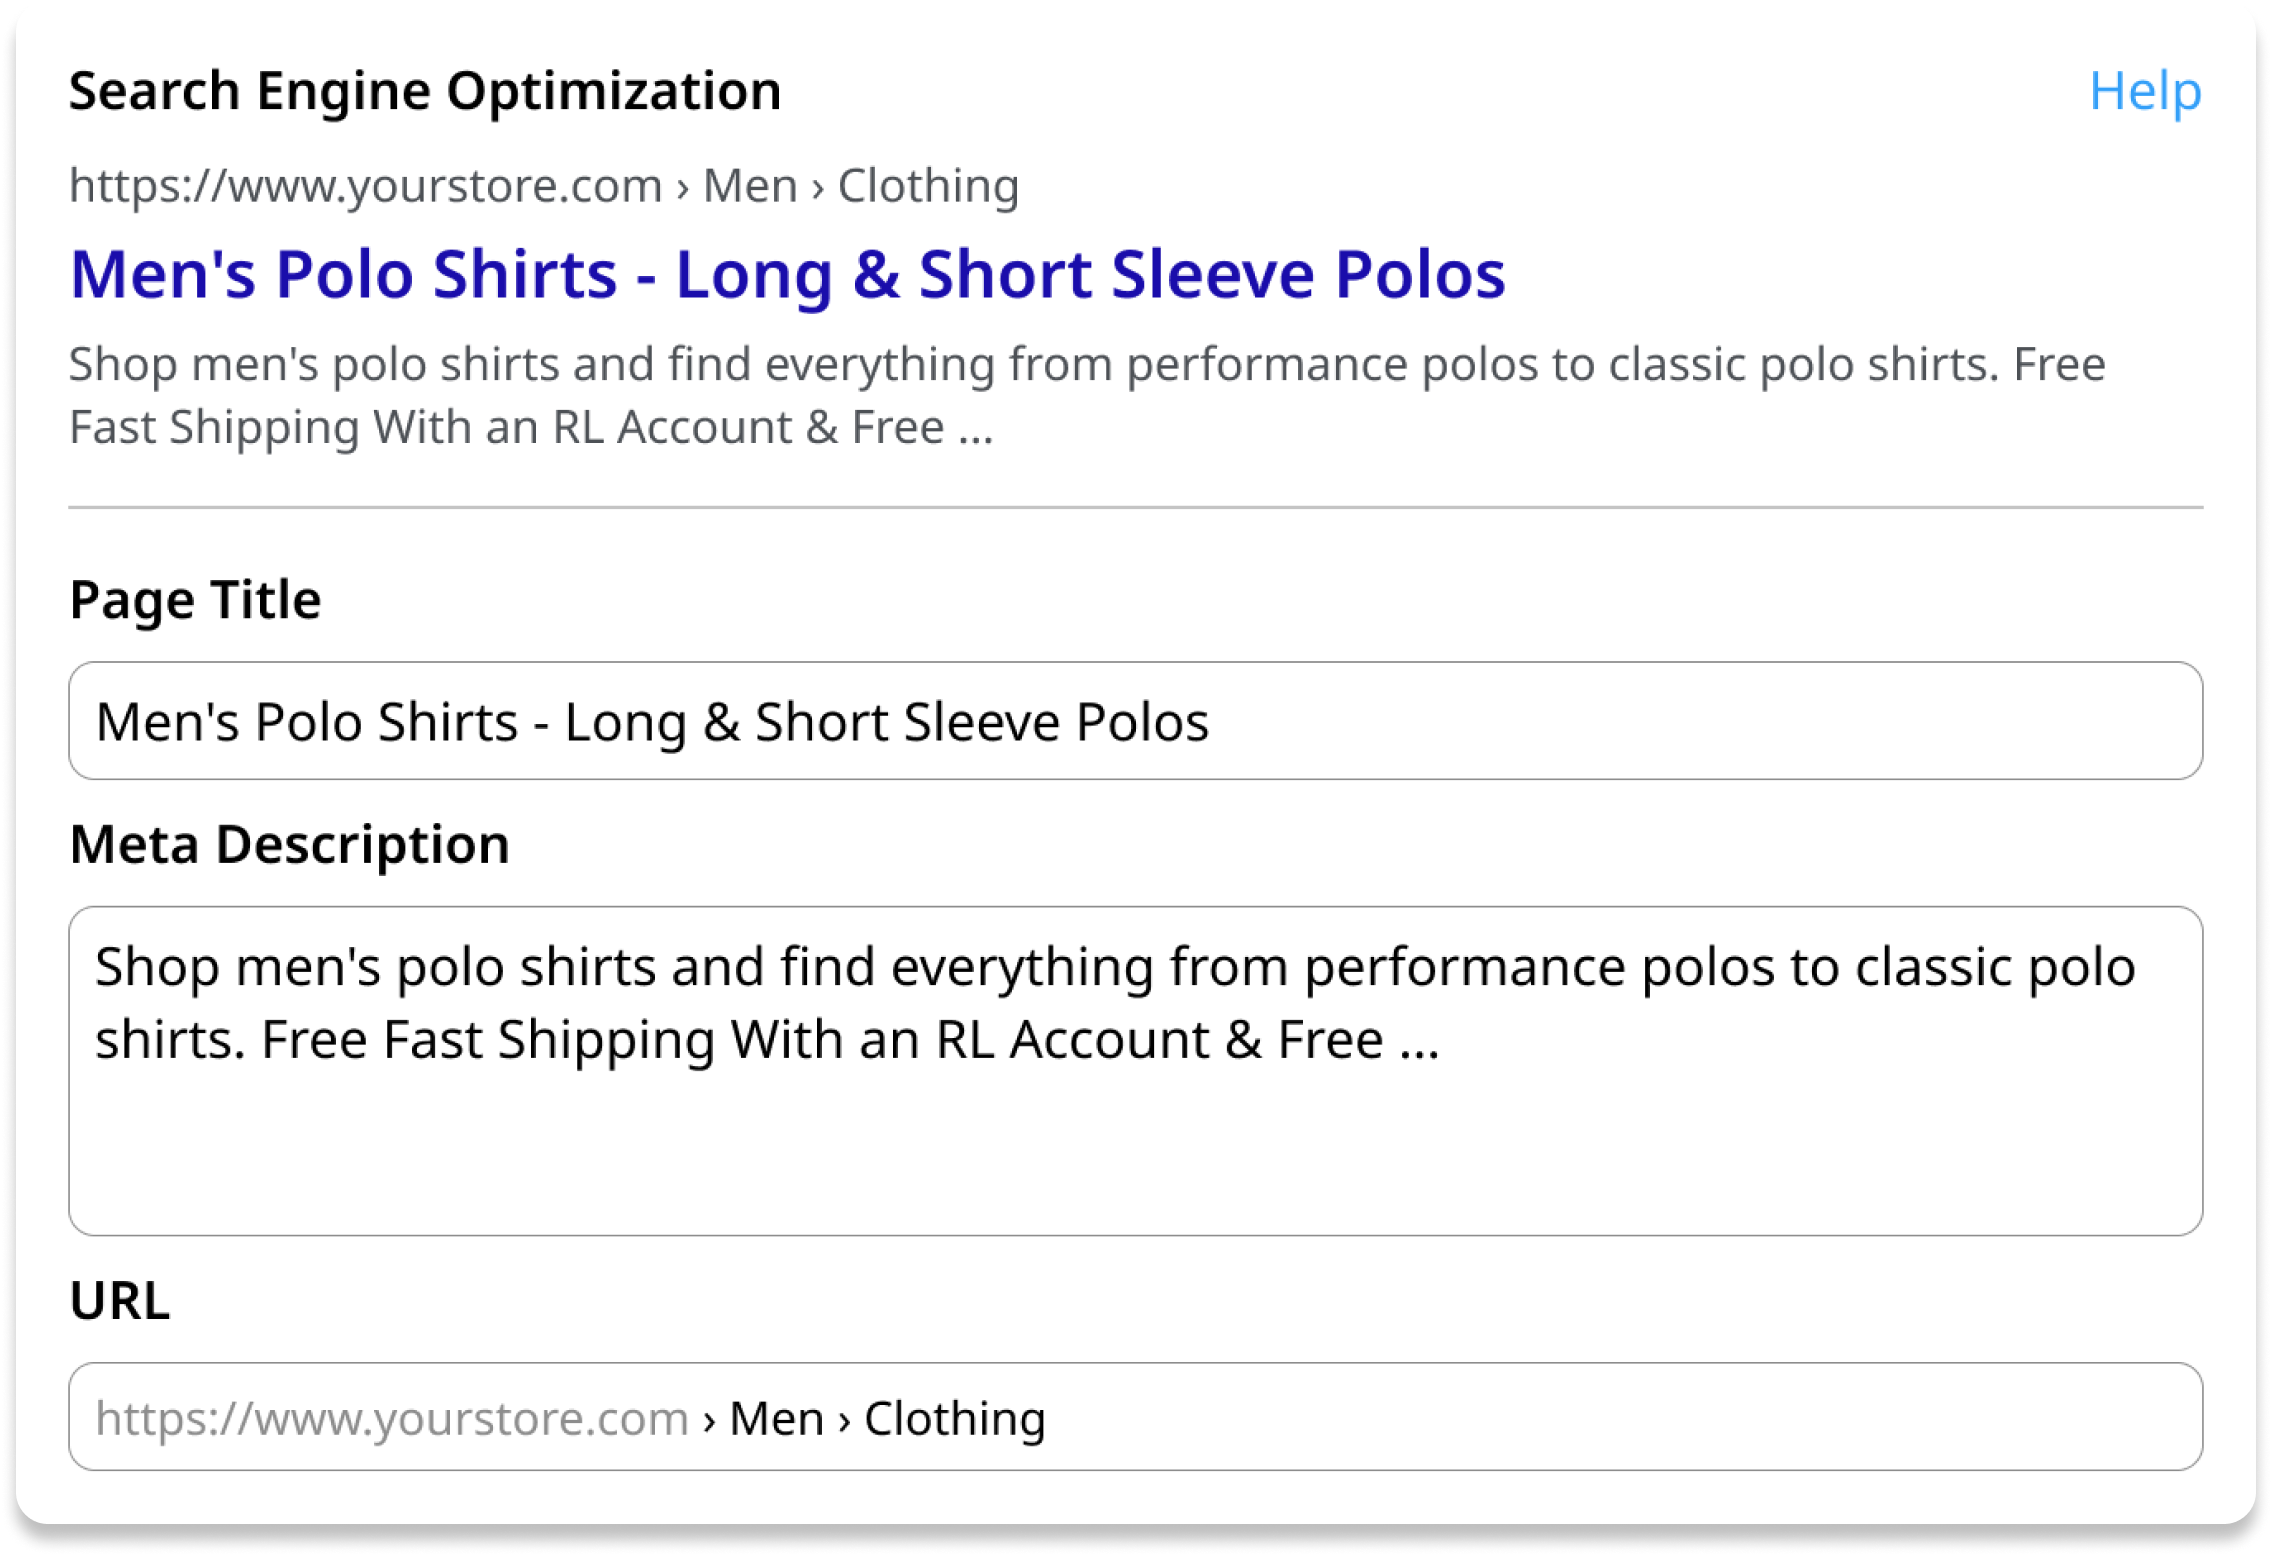 Search Engine Optimization
Help
https://www.yourstore.com › Men › Clothing
Men's Polo Shirts - Long & Short Sleeve Polos
Shop men's polo shirts and find everything from performance polos to classic polo shirts. Free
Fast Shipping With an RL Account & Free ...
Page Title
Men's Polo Shirts - Long & Short Sleeve Polos
Meta Description
Shop men's polo shirts and find everything from performance polos to classic polo
shirts. Free Fast Shipping With an RL Account & Free ...
URL
https://www.yourstore.com › Men › Clothing